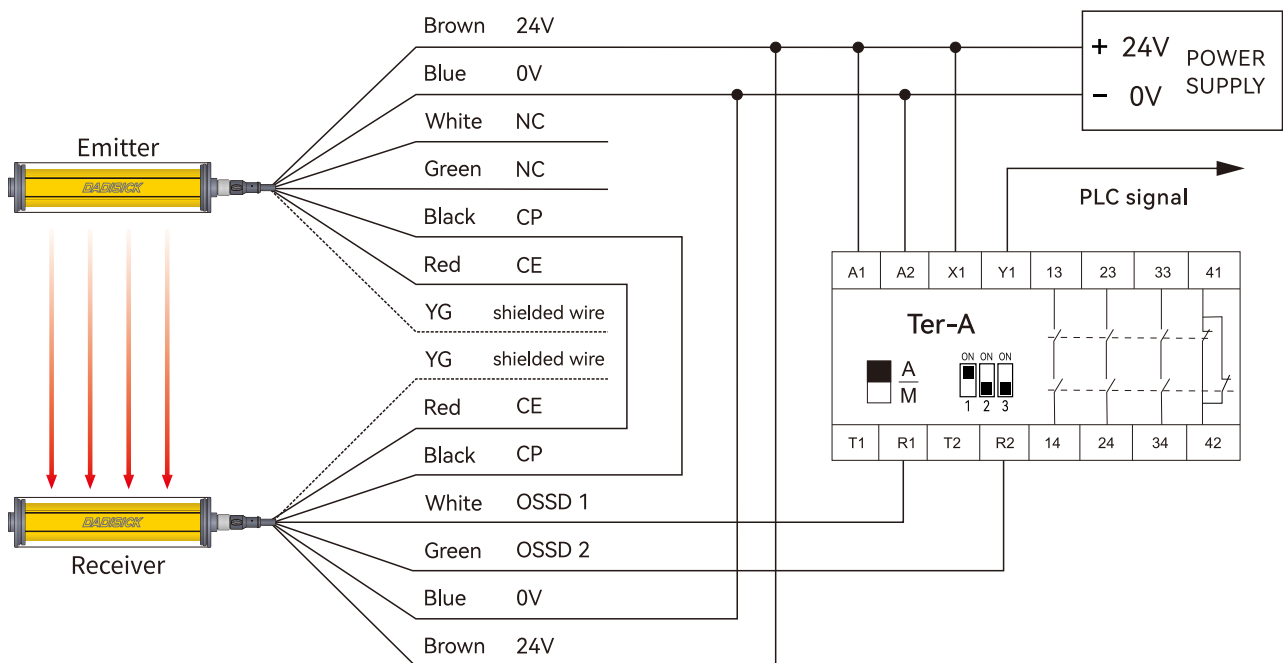 Brown 24V
Blue 0V
White NC
Green NC
Black CP
Red CE
YG shielded wire
YG shielded wire
Red CE
Black CP
White OSSD 1
Green OSSD 2
Blue 0V
Brown 24V
Emitter
DADISICK
DADISICK
Receiver
+ 24V
- 0V
POWER
SUPPLY
PLC signal
A1 A2 X1 Y1 13 23 33 41
Ter-A
A
M
ON ON ON
1 2 3
T1 R1 T2 R2 14 24 34 42